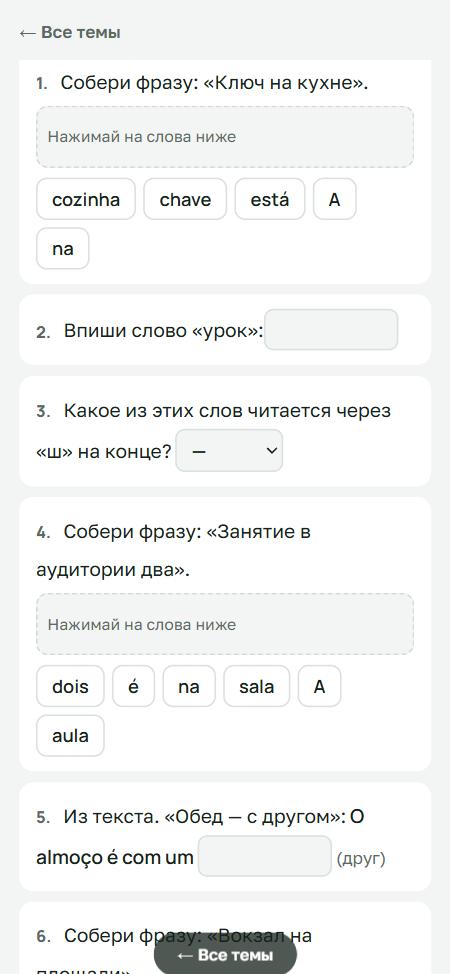 ← Все темы
1. Собери фразу: «Ключ на кухне».
Нажимай на слова ниже
cozinha chave está A
na
2. Впиши слово «урок»:
3. Какое из этих слов читается через
«ш» на конце? —
4. Собери фразу: «Занятие в
аудитории два».
Нажимай на слова ниже
dois é na sala A
aula
5. Из текста. «Обед — с другом»: O
almoço é com um (друг)
6. Собери фразу: «Вокзал на
площади».
← Все темы